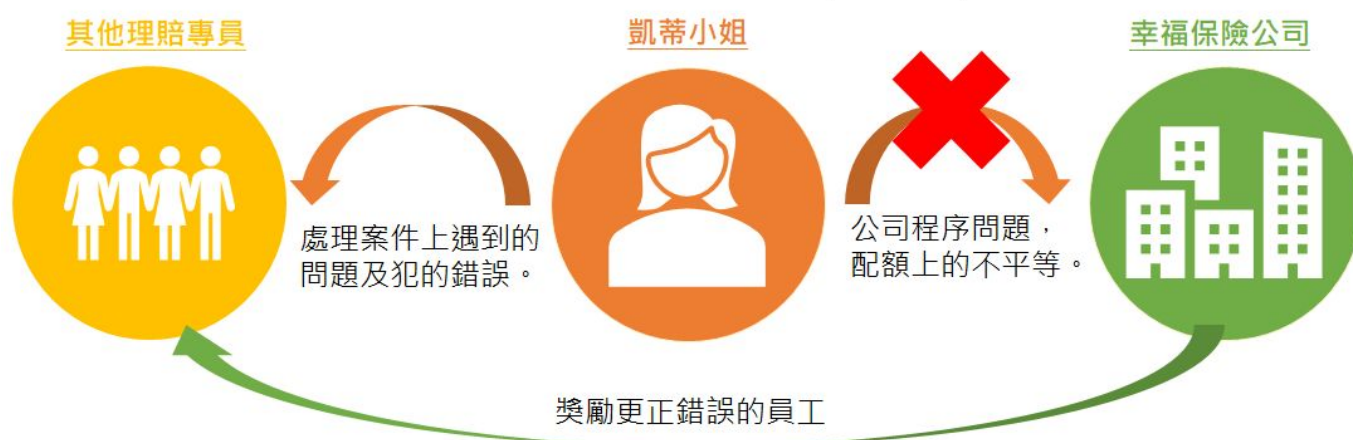 其他理賠專員
凱蒂小姐
幸福保險公司
處理案件上遇到的
問題及犯的錯誤。
公司程序問題，
配額上的不平等。
獎勵更正錯誤的員工